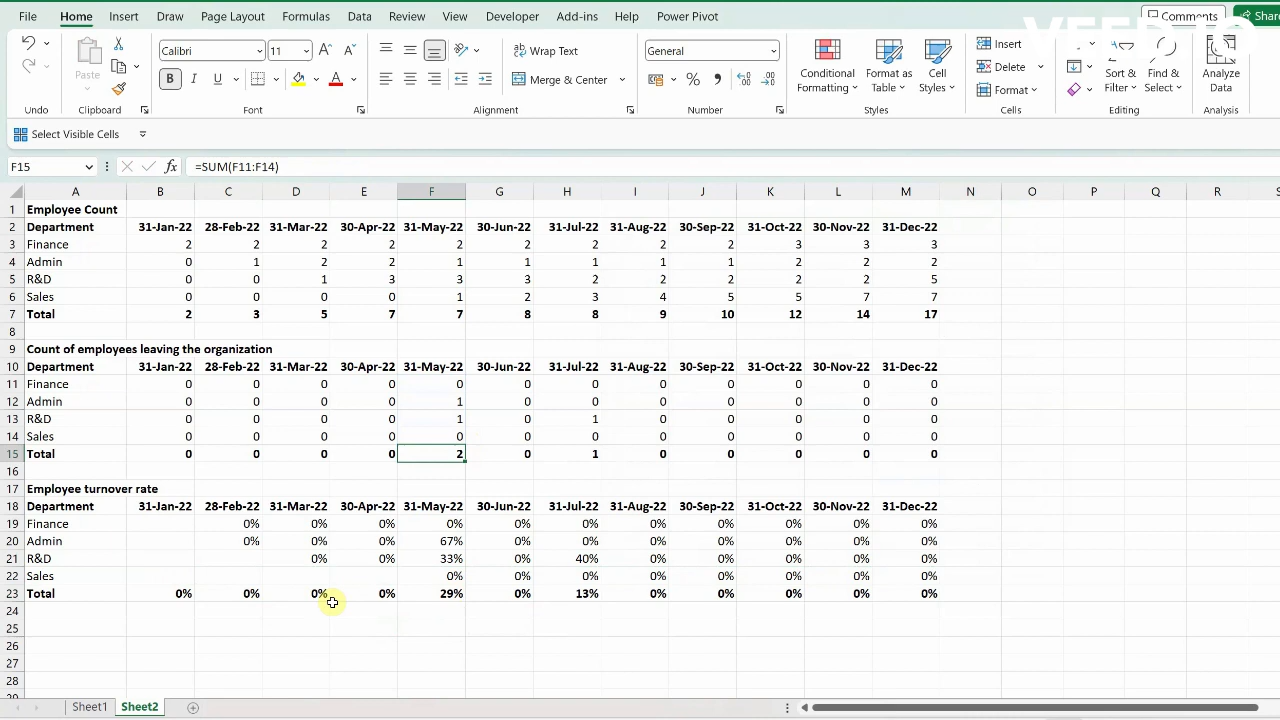 File Home Insert Draw Page Layout Formulas Data Review View Developer Add-ins Help Power Pivot Comments Share
VEED.IO
Paste Calibri 11 Wrap Text General Insert
B I U Merge & Center Conditional Formatting Format as Table Cell Styles Delete Sort & Filter Find & Select Analyze Data
Format
Undo Clipboard Font Alignment Number Styles Cells Editing Analysis
Select Visible Cells
F15 fx =SUM(F11:F14)
A B C D E F G H I J K L M N O P Q R S
1 Employee Count
2 Department 31-Jan-22 28-Feb-22 31-Mar-22 30-Apr-22 31-May-22 30-Jun-22 31-Jul-22 31-Aug-22 30-Sep-22 31-Oct-22 30-Nov-22 31-Dec-22
3 Finance 2 2 2 2 2 2 2 2 2 3 3 3
4 Admin 0 1 2 2 1 1 1 1 1 2 2 2
5 R&D 0 0 1 3 3 3 2 2 2 2 2 5
6 Sales 0 0 0 0 1 2 3 4 5 5 7 7
7 Total 2 3 5 7 7 8 8 9 10 12 14 17
8
9 Count of employees leaving the organization
10 Department 31-Jan-22 28-Feb-22 31-Mar-22 30-Apr-22 31-May-22 30-Jun-22 31-Jul-22 31-Aug-22 30-Sep-22 31-Oct-22 30-Nov-22 31-Dec-22
11 Finance 0 0 0 0 0 0 0 0 0 0 0 0
12 Admin 0 0 0 0 1 0 0 0 0 0 0 0
13 R&D 0 0 0 0 1 0 1 0 0 0 0 0
14 Sales 0 0 0 0 0 0 0 0 0 0 0 0
15 Total 0 0 0 0 2 0 1 0 0 0 0 0
16
17 Employee turnover rate
18 Department 31-Jan-22 28-Feb-22 31-Mar-22 30-Apr-22 31-May-22 30-Jun-22 31-Jul-22 31-Aug-22 30-Sep-22 31-Oct-22 30-Nov-22 31-Dec-22
19 Finance 0% 0% 0% 0% 0% 0% 0% 0% 0% 0% 0%
20 Admin 0% 0% 0% 67% 0% 0% 0% 0% 0% 0% 0%
21 R&D 0% 0% 33% 0% 40% 0% 0% 0% 0% 0%
22 Sales 0% 0% 0% 0% 0% 0% 0% 0%
23 Total 0% 0% 0% 0% 29% 0% 13% 0% 0% 0% 0% 0%
24
25
26
27
28
Sheet1 Sheet2